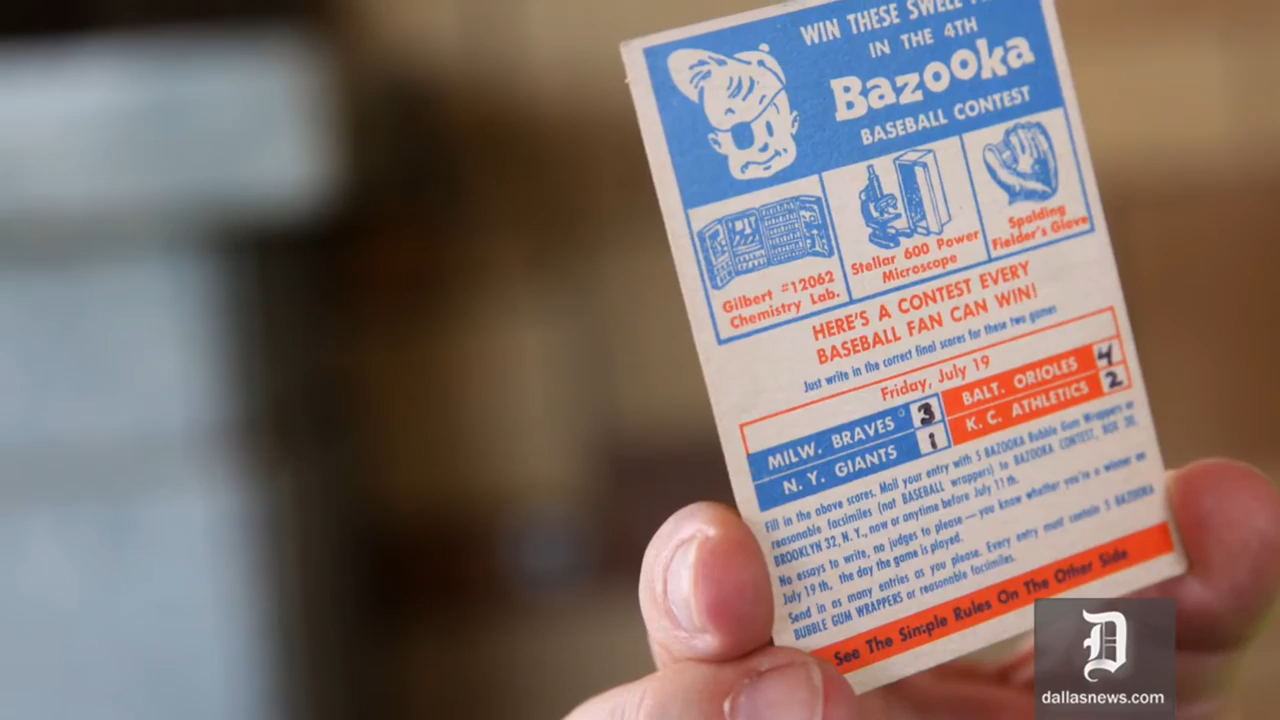 WIN THESE SWELL
IN THE 4TH
Bazooka
BASEBALL CONTEST
Gilbert #12062
Chemistry Lab.
Stellar 600 Power
Microscope
Spalding
Fielder's Glove
HERE'S A CONTEST EVERY
BASEBALL FAN CAN WIN!
Just write in the correct final scores for these two games
Friday, July 19
MILW. BRAVES 3
N. Y. GIANTS 1
BALT. ORIOLES 4
K. C. ATHLETICS 2
Fill in the above scores. Mail your entry with 5 BAZOOKA Bubble Gum Wrappers or
reasonable facsimiles (not BASEBALL wrappers) to BAZOOKA CONTEST, BOX
BROOKLYN 32, N. Y., now or anytime before July 11th.
No essays to write, no judges to please — you know whether you're a winner on
July 19 th, the day the game is played.
Send in as many entries as you please. Every entry must contain 5 BAZOOKA
BUBBLE GUM WRAPPERS or reasonable facsimiles.
See The Simple Rules On The Other Side
D
dallasnews.com